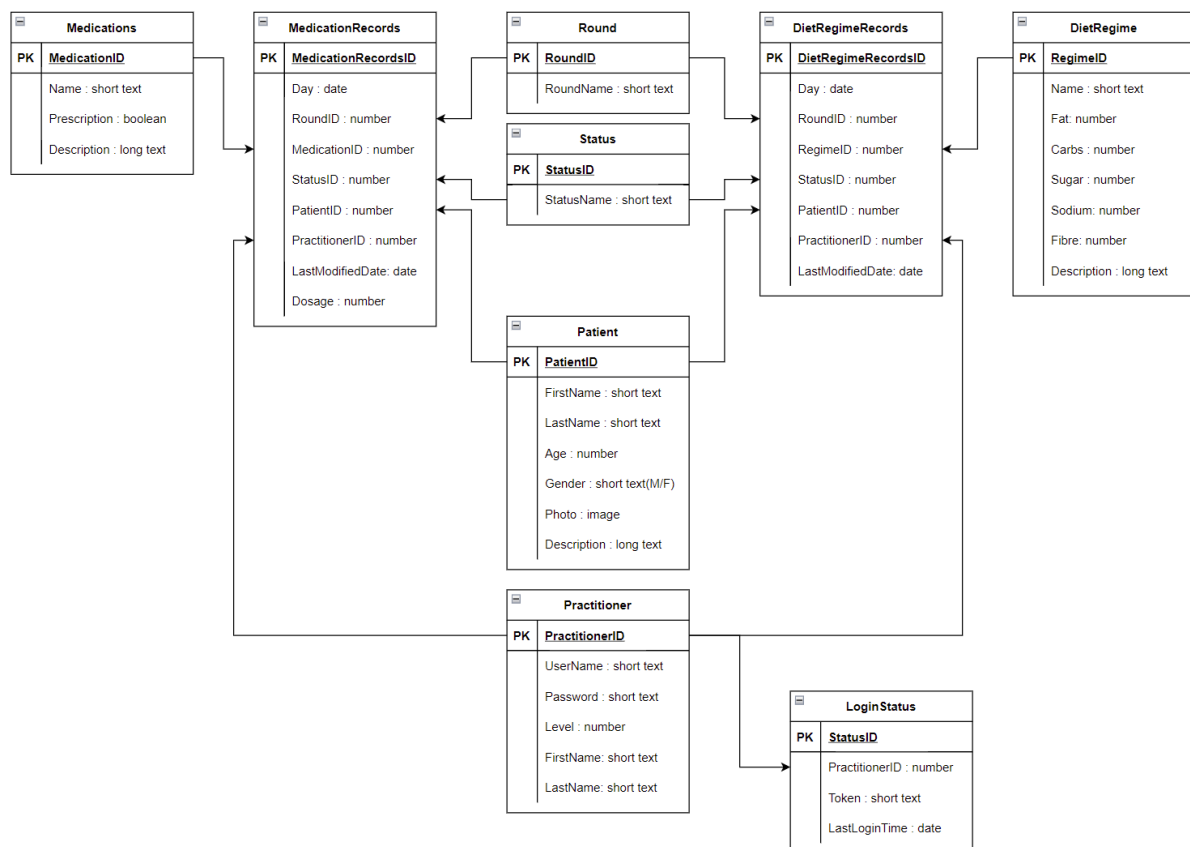 Medications
PK MedicationID
Name : short text
Prescription : boolean
Description : long text
MedicationRecords
PK MedicationRecordsID
Day : date
RoundID : number
MedicationID : number
StatusID : number
PatientID : number
PractitionerID : number
LastModifiedDate: date
Dosage : number
Round
PK RoundID
RoundName : short text
Status
PK StatusID
StatusName : short text
DietRegimeRecords
PK DietRegimeRecordsID
Day : date
RoundID : number
RegimeID : number
StatusID : number
PatientID : number
PractitionerID : number
LastModifiedDate: date
DietRegime
PK RegimeID
Name : short text
Fat: number
Carbs : number
Sugar : number
Sodium: number
Fibre: number
Description : long text
Patient
PK PatientID
FirstName : short text
LastName : short text
Age : number
Gender : short text(M/F)
Photo : image
Description : long text
Practitioner
PK PractitionerID
UserName : short text
Password : short text
Level : number
FirstName: short text
LastName: short text
LoginStatus
PK StatusID
PractitionerID : number
Token : short text
LastLoginTime : date